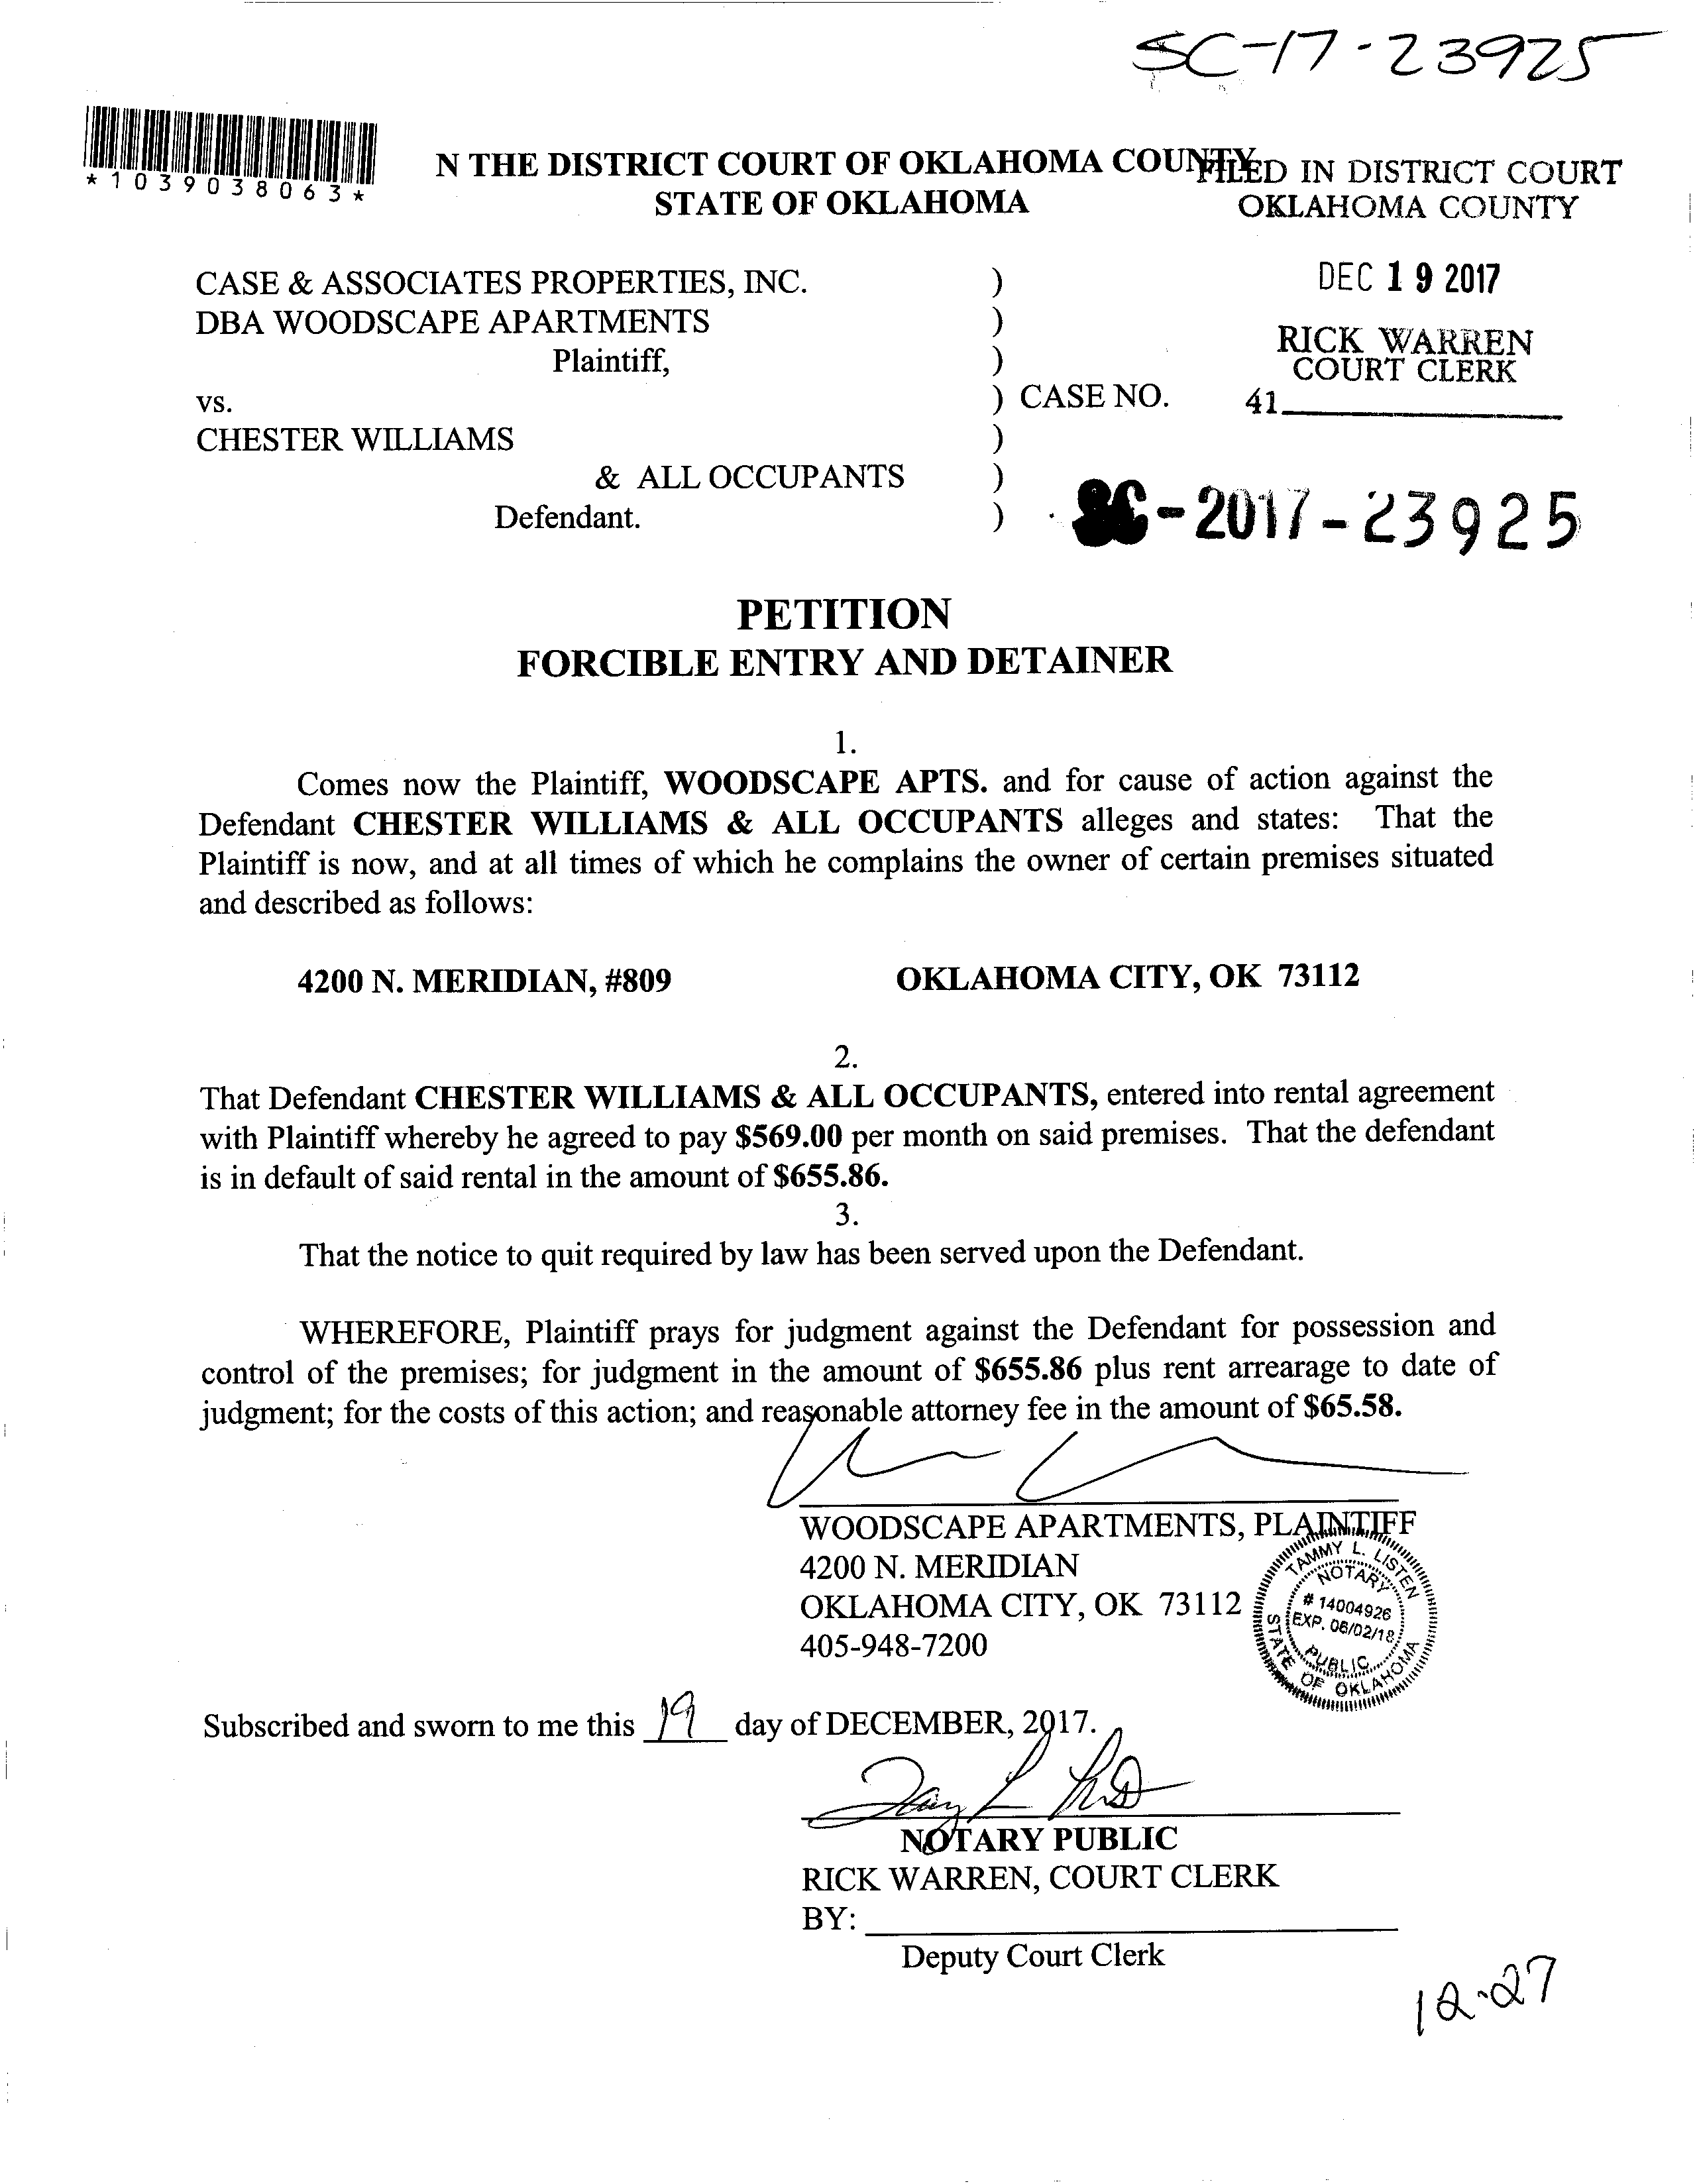 SC-17-23925
*1039038063*
N THE DISTRICT COURT OF OKLAHOMA COUNTY
STATE OF OKLAHOMA
FILED IN DISTRICT COURT
OKLAHOMA COUNTY
DEC 19 2017
RICK WARREN
COURT CLERK
41
CASE & ASSOCIATES PROPERTIES, INC. )
DBA WOODSCAPE APARTMENTS )
Plaintiff, )
vs. ) CASE NO.
CHESTER WILLIAMS )
& ALL OCCUPANTS )
Defendant. )
SC-2017-23925
PETITION
FORCIBLE ENTRY AND DETAINER
1.
Comes now the Plaintiff, WOODSCAPE APTS. and for cause of action against the
Defendant CHESTER WILLIAMS & ALL OCCUPANTS alleges and states: That the
Plaintiff is now, and at all times of which he complains the owner of certain premises situated
and described as follows:
4200 N. MERIDIAN, #809 OKLAHOMA CITY, OK 73112
2.
That Defendant CHESTER WILLIAMS & ALL OCCUPANTS, entered into rental agreement
with Plaintiff whereby he agreed to pay $569.00 per month on said premises. That the defendant
is in default of said rental in the amount of $655.86.
3.
That the notice to quit required by law has been served upon the Defendant.
WHEREFORE, Plaintiff prays for judgment against the Defendant for possession and
control of the premises; for judgment in the amount of $655.86 plus rent arrearage to date of
judgment; for the costs of this action; and reasonable attorney fee in the amount of $65.58.
WOODSCAPE APARTMENTS, PLAINTIFF
4200 N. MERIDIAN
OKLAHOMA CITY, OK 73112
405-948-7200
TAMMY L. LISTEN
NOTARY
# 14004926
EXP. 06/02/18
PUBLIC
STATE OF OKLAHOMA
Subscribed and sworn to me this 19 day of DECEMBER, 2017.
NOTARY PUBLIC
RICK WARREN, COURT CLERK
BY:
Deputy Court Clerk
12-27